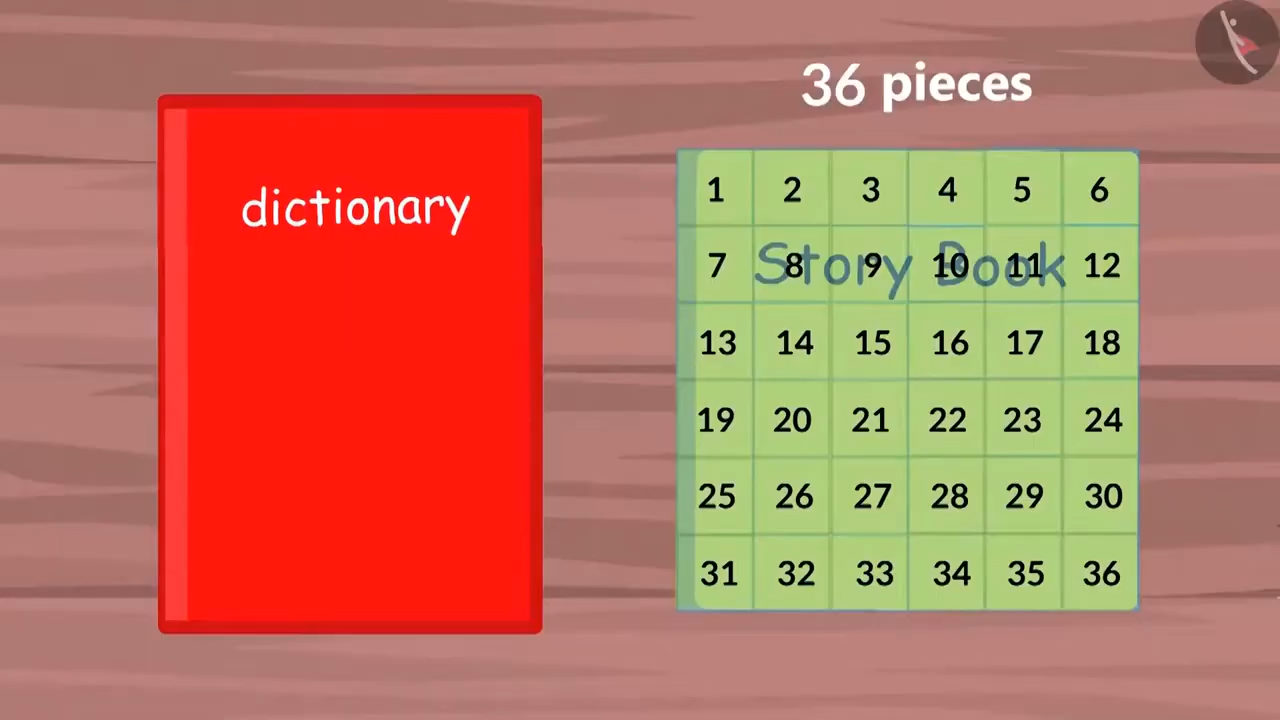 36 pieces
dictionary
1 2 3 4 5 6
Story Book
7 8 9 10 11 12
13 14 15 16 17 18
19 20 21 22 23 24
25 26 27 28 29 30
31 32 33 34 35 36